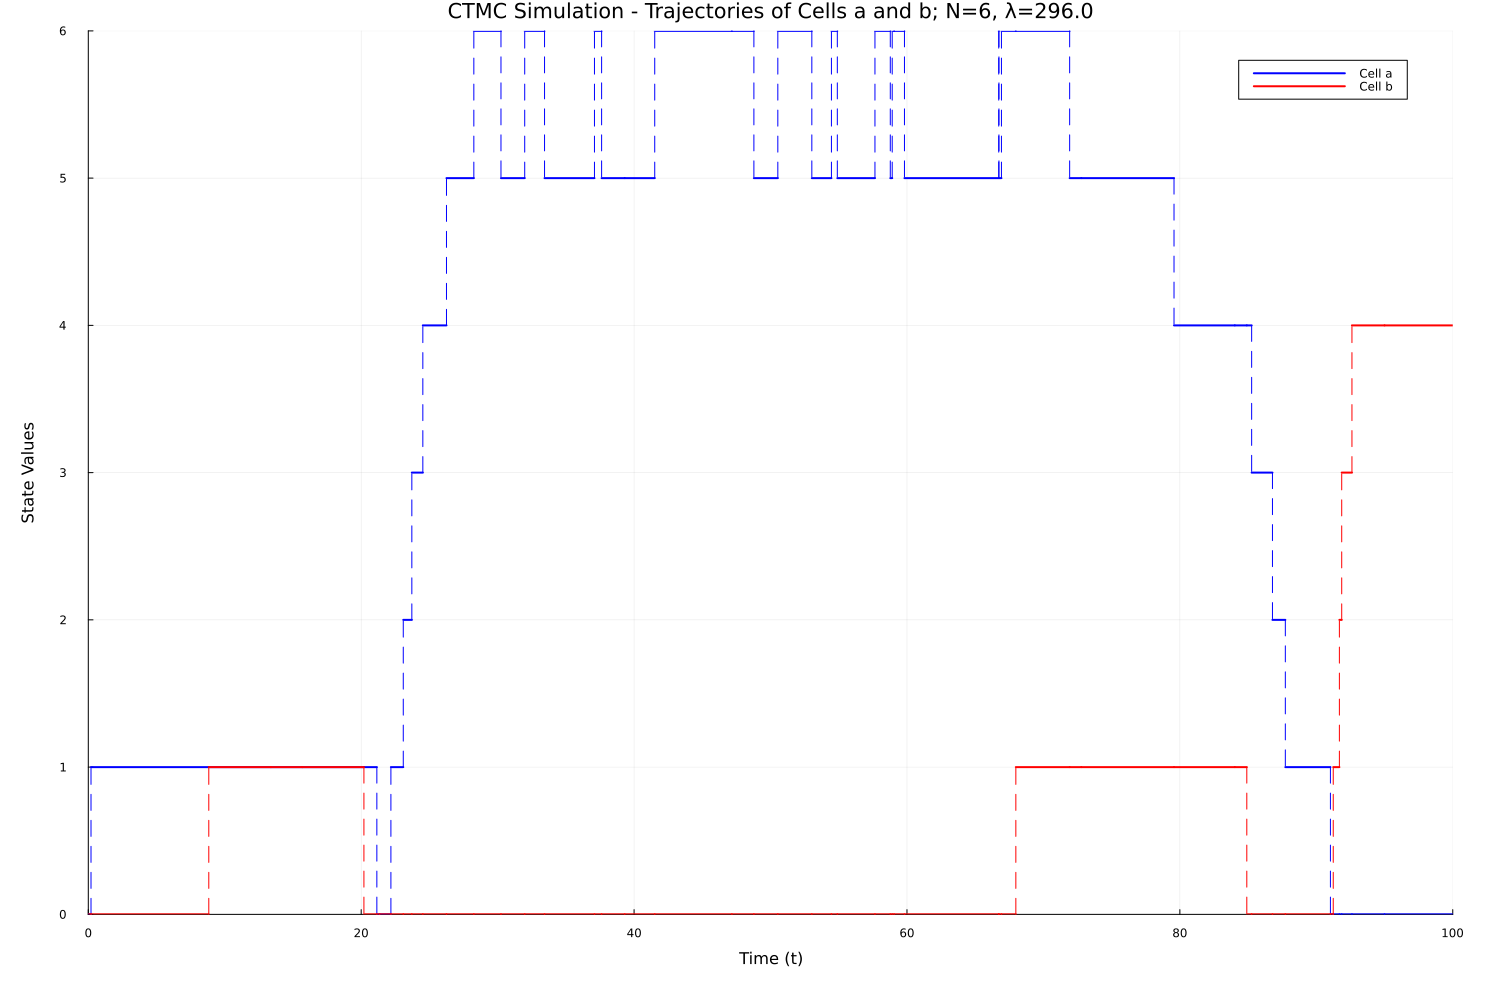 CTMC Simulation - Trajectories of Cells a and b; N=6, λ=296.0
Cell a
Cell b
State Values
6
5
4
3
2
1
0
0 20 40 60 80 100
Time (t)